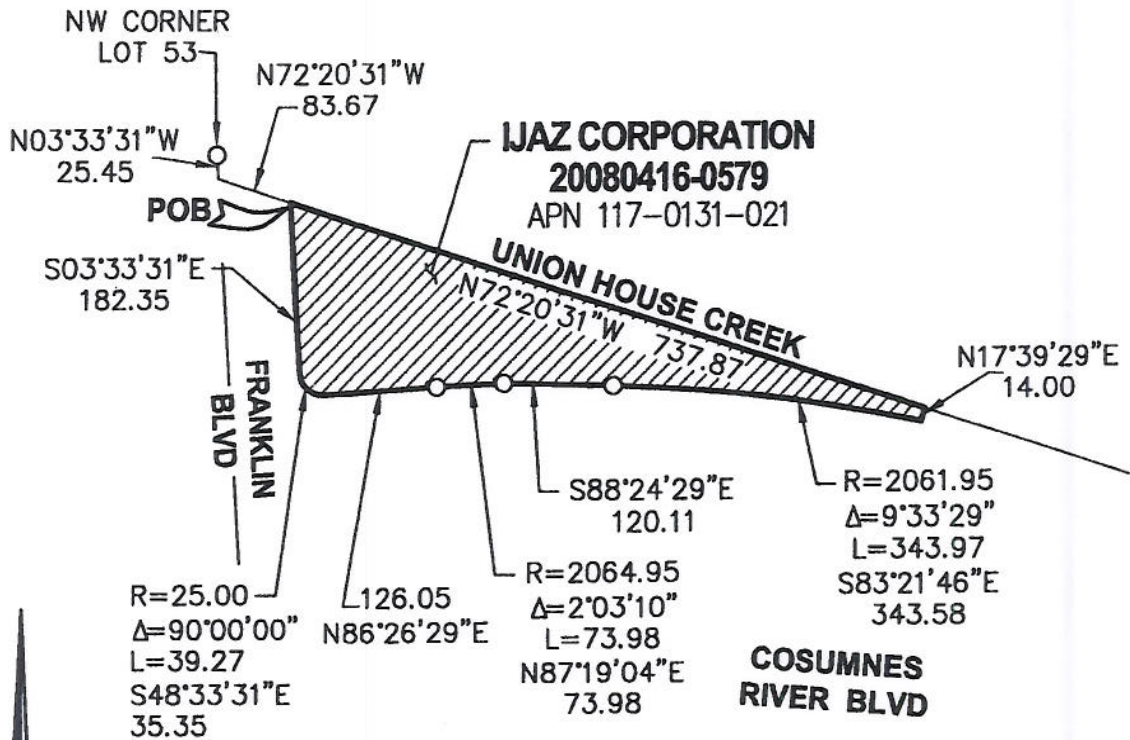 NW CORNER
LOT 53
N72°20'31"W
83.67
N03°33'31"W
25.45
IJAZ CORPORATION
20080416-0579
APN 117-0131-021
POB
UNION HOUSE CREEK
N72°20'31"W 737.87
S03°33'31"E
182.35
N17°39'29"E
14.00
FRANKLIN
BLVD
S88°24'29"E
120.11
R=2061.95
Δ=9°33'29"
L=343.97
S83°21'46"E
343.58
R=25.00
Δ=90°00'00"
L=39.27
S48°33'31"E
35.35
126.05
N86°26'29"E
R=2064.95
Δ=2°03'10"
L=73.98
N87°19'04"E
73.98
COSUMNES
RIVER BLVD